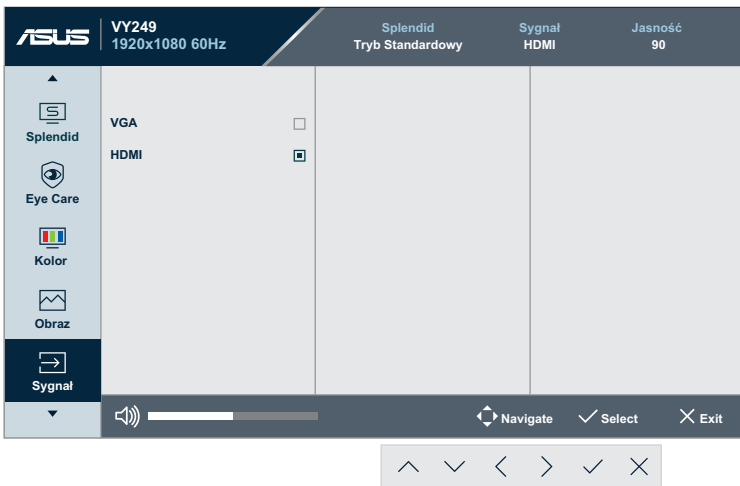 ASUS
VY249
1920x1080 60Hz
Splendid
Tryb Standardowy
Sygnał
HDMI
Jasność
90
Splendid
Eye Care
Kolor
Obraz
Sygnał
VGA
HDMI
Navigate
Select
Exit